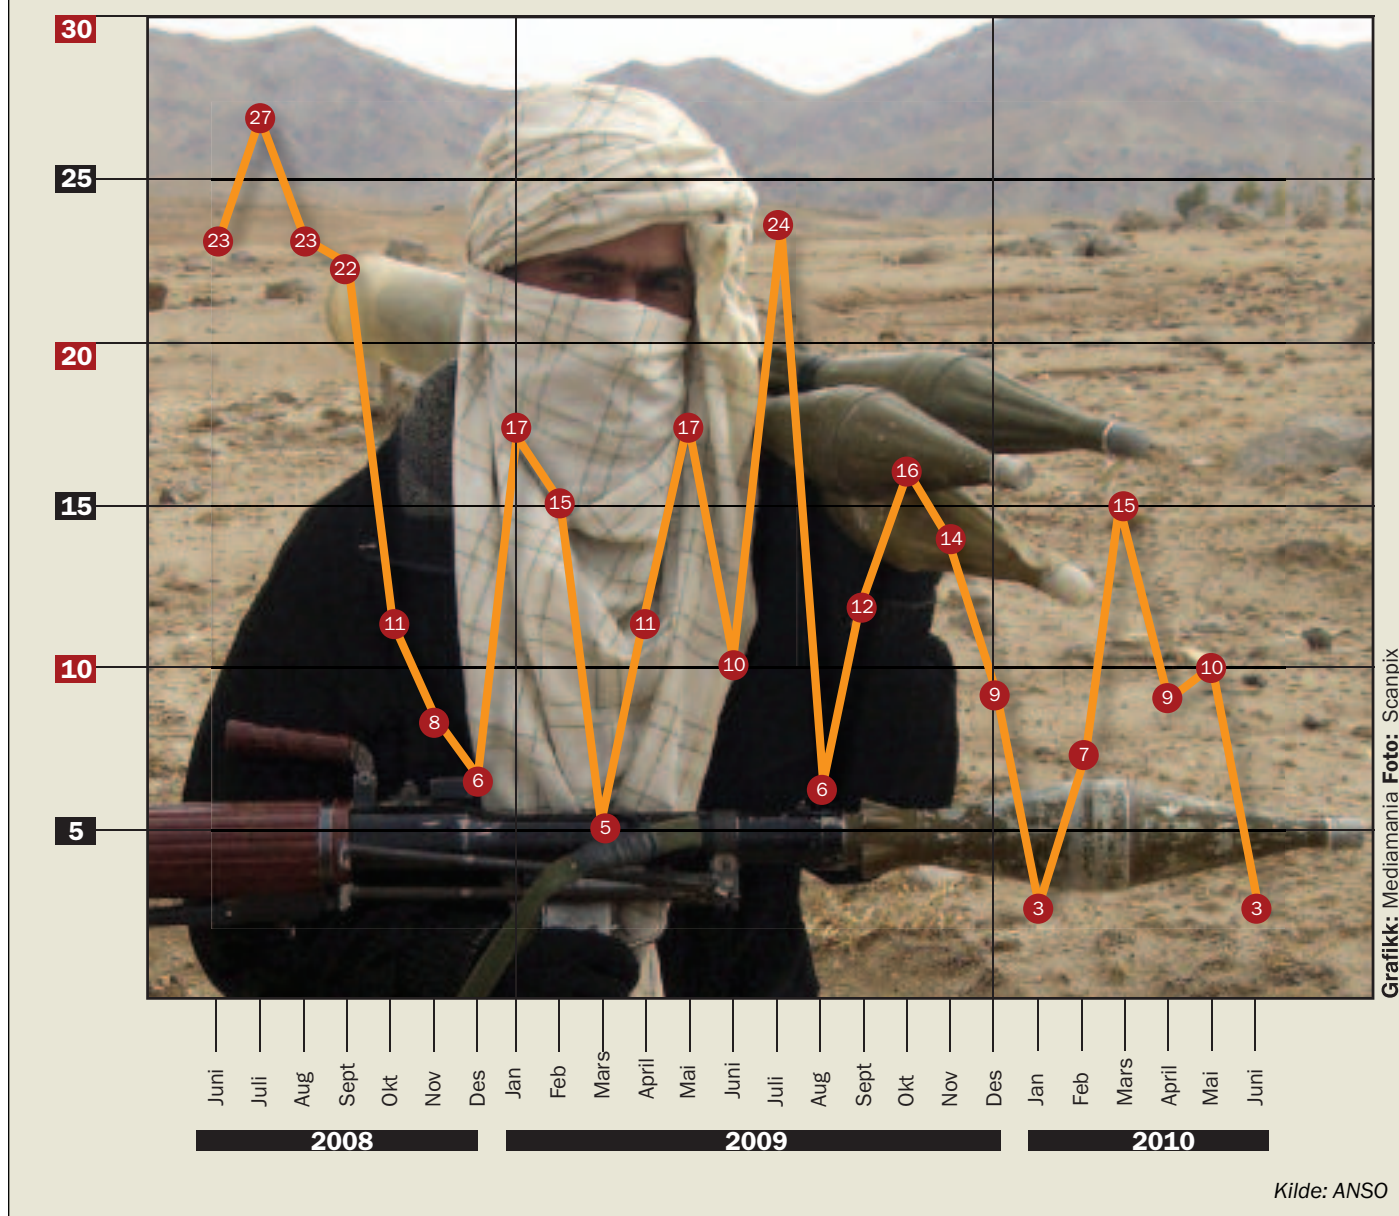 30
25
20
15
10
5
23
27
23
22
11
8
6
17
15
5
11
17
10
24
6
12
16
14
9
3
7
15
9
10
3
Juni
Juli
Aug
Sept
Okt
Nov
Des
Jan
Feb
Mars
April
Mai
Juni
Juli
Aug
Sept
Okt
Nov
Des
Jan
Feb
Mars
April
Mai
Juni
2008
2009
2010
Grafikk: Mediamania Foto: Scanpix
Kilde: ANSO